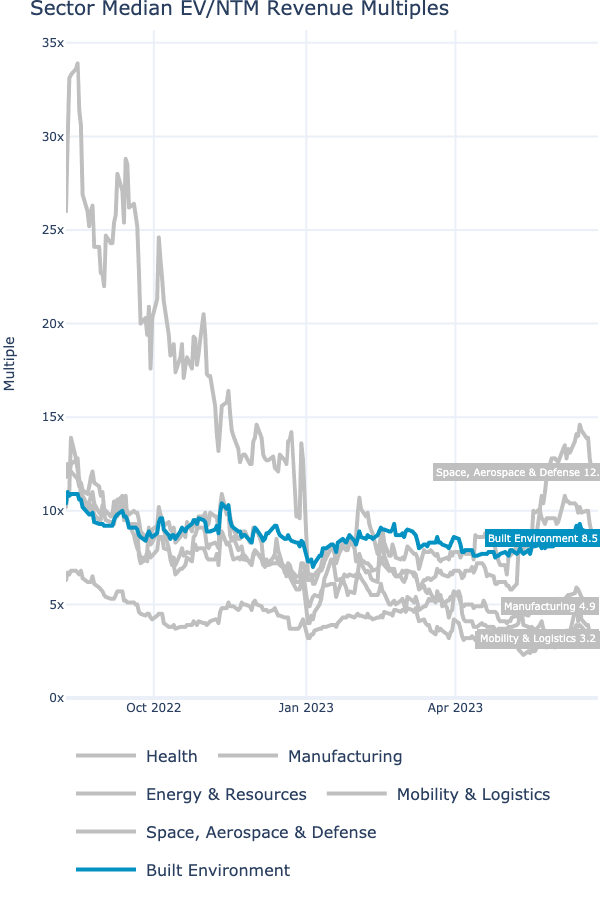 Sector Median EV/NTM Revenue Multiples
35x
30x
25x
20x
15x
10x
5x
0x
Multiple
Space, Aerospace & Defense 12.
Built Environment 8.5
Manufacturing 4.9
Mobility & Logistics 3.2
Oct 2022
Jan 2023
Apr 2023
Health
Manufacturing
Energy & Resources
Mobility & Logistics
Space, Aerospace & Defense
Built Environment